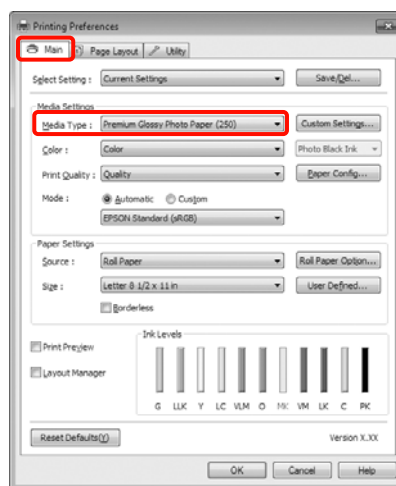 Printing Preferences
Main Page Layout Utility
Select Setting : Current Settings Save/Del...
Media Settings
Media Type : Premium Glossy Photo Paper (250) Custom Settings...
Color : Color Photo Black Ink
Print Quality : Quality Paper Config...
Mode : Automatic Custom
EPSON Standard (sRGB)
Paper Settings
Source : Roll Paper Roll Paper Option...
Size : Letter 8 1/2 x 11 in User Defined...
Borderless
Ink Levels
Print Preview
Layout Manager
G LLK Y LC VLM O MK VM LK C PK
Reset Defaults(Y) Version X.XX
OK Cancel Help